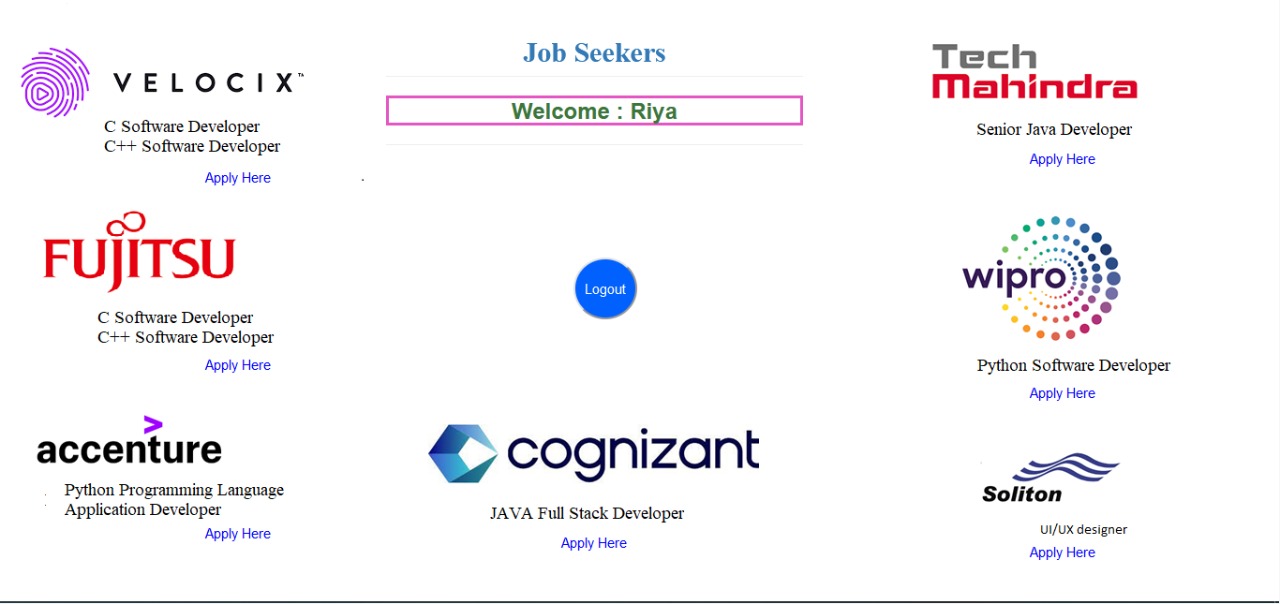 VELOCIX™
C Software Developer
C++ Software Developer
Apply Here
FUJITSU
C Software Developer
C++ Software Developer
Apply Here
accenture
Python Programming Language
Application Developer
Apply Here
Job Seekers
Welcome : Riya
Logout
cognizant
JAVA Full Stack Developer
Apply Here
Tech
Mahindra
Senior Java Developer
Apply Here
wipro
Python Software Developer
Apply Here
Soliton
UI/UX designer
Apply Here